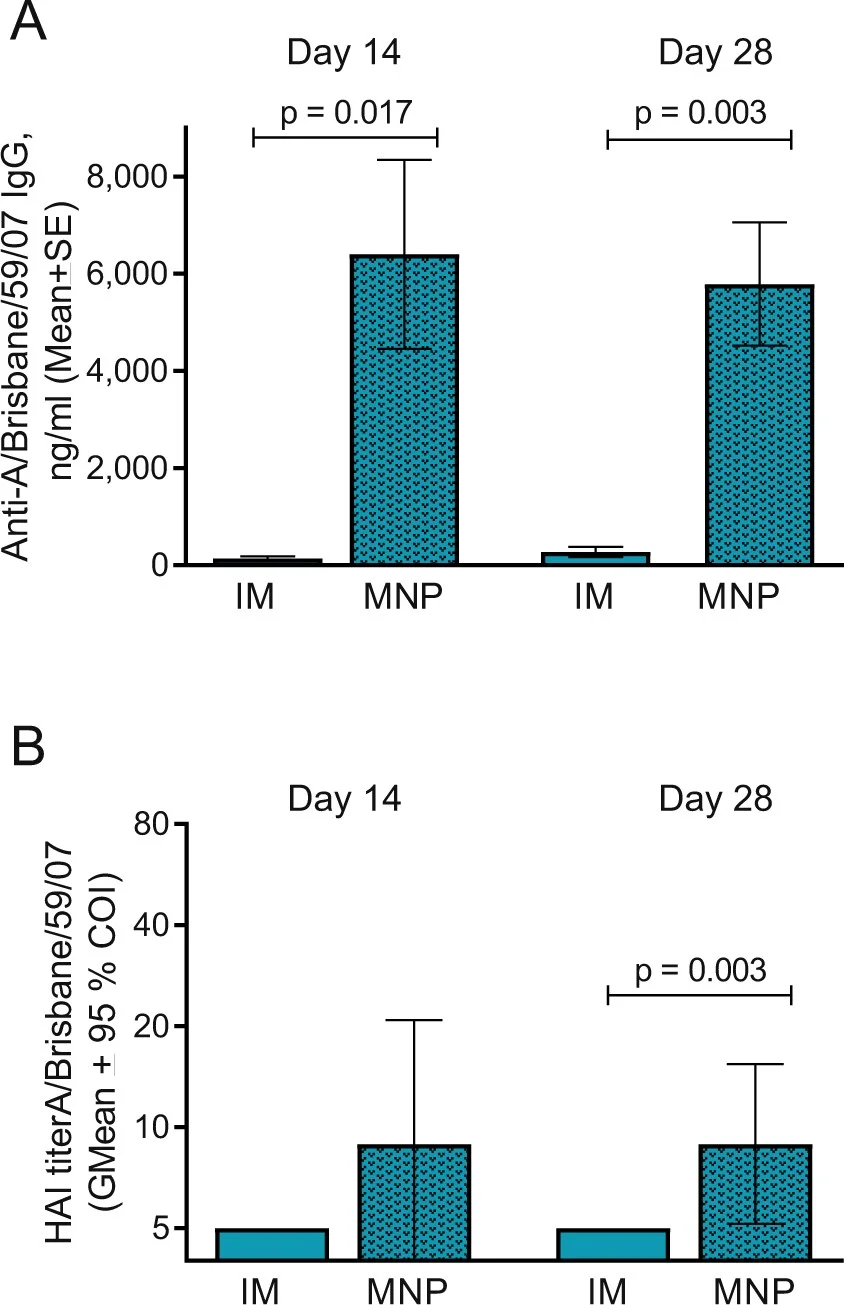 A
Day 14
Day 28
p = 0.017
p = 0.003
Anti-A/Brisbane/59/07 IgG,
ng/ml (Mean±SE)
8,000
6,000
4,000
2,000
0
IM
MNP
IM
MNP
B
Day 14
Day 28
HAI titerA/Brisbane/59/07
(GMean ± 95 % COI)
80
40
20
10
5
p = 0.003
IM
MNP
IM
MNP